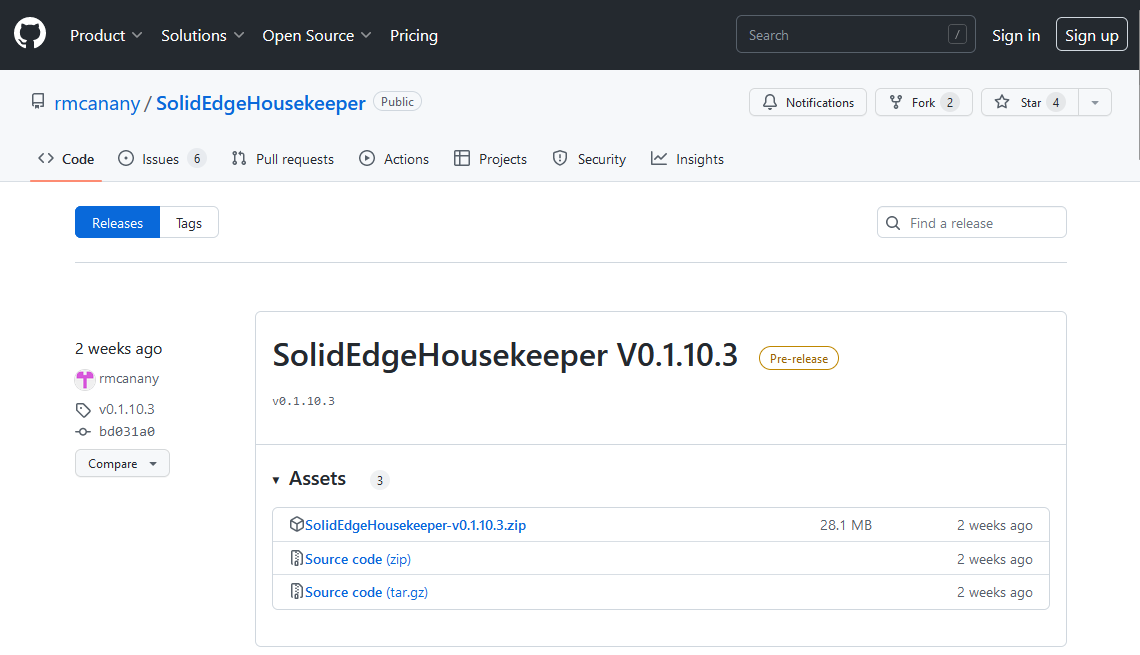 Product Solutions Open Source Pricing Search / Sign in Sign up
rmcanany / SolidEdgeHousekeeper Public Notifications Fork 2 Star 4
Code Issues 6 Pull requests Actions Projects Security Insights
Releases Tags Find a release
2 weeks ago
rmcanany
v0.1.10.3
bd031a0
Compare
SolidEdgeHousekeeper V0.1.10.3 Pre-release
v0.1.10.3
Assets 3
SolidEdgeHousekeeper-v0.1.10.3.zip 28.1 MB 2 weeks ago
Source code (zip) 2 weeks ago
Source code (tar.gz) 2 weeks ago